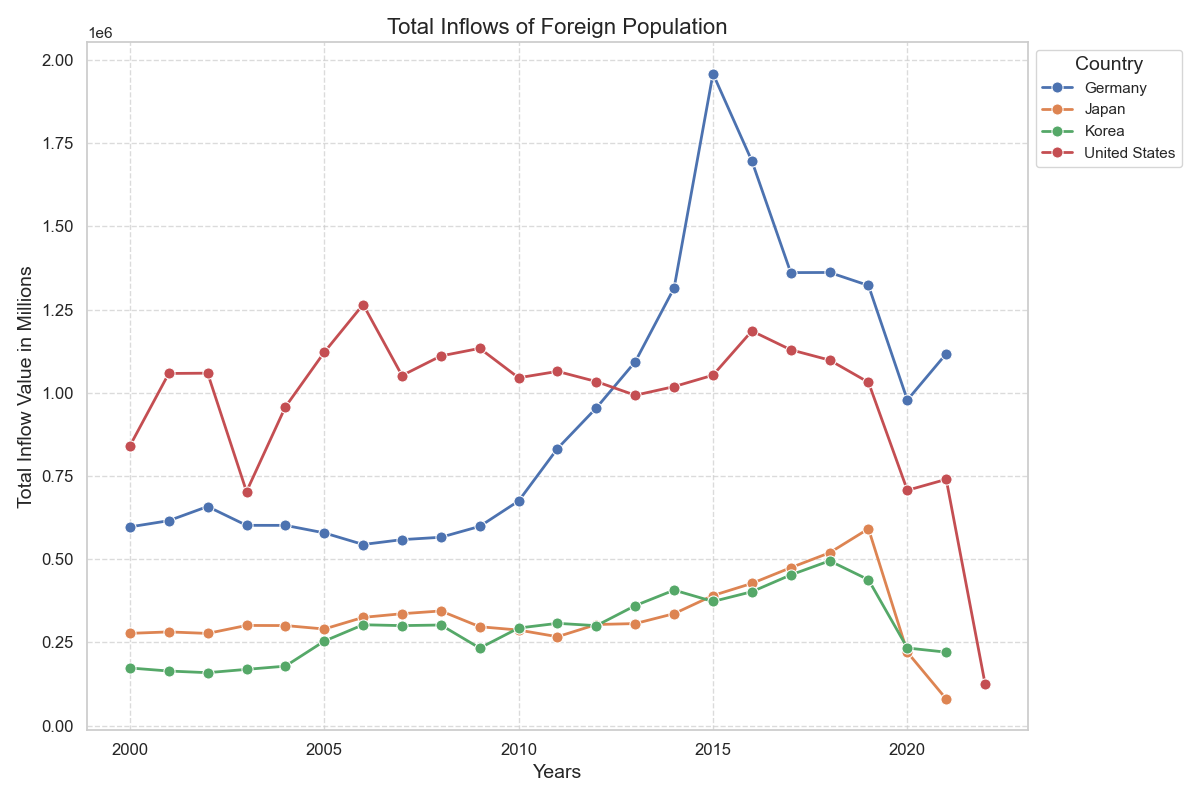 Total Inflows of Foreign Population
1e6
2.00
1.75
1.50
1.25
1.00
0.75
0.50
0.25
0.00
Total Inflow Value in Millions
2000 2005 2010 2015 2020
Years
Country
Germany
Japan
Korea
United States